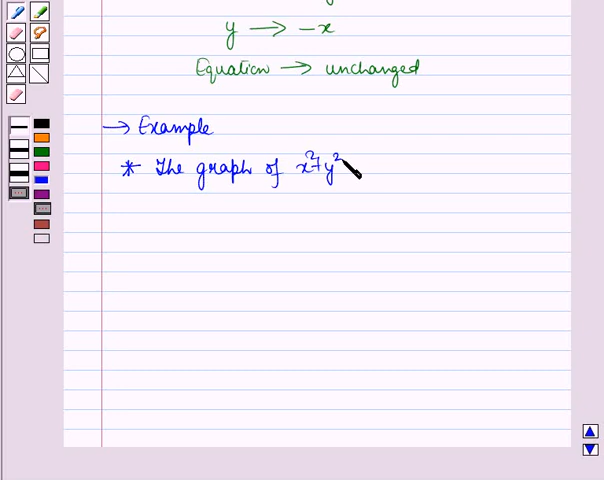 y → -x
Equation → unchanged
→ Example
* The graph of x²+y²